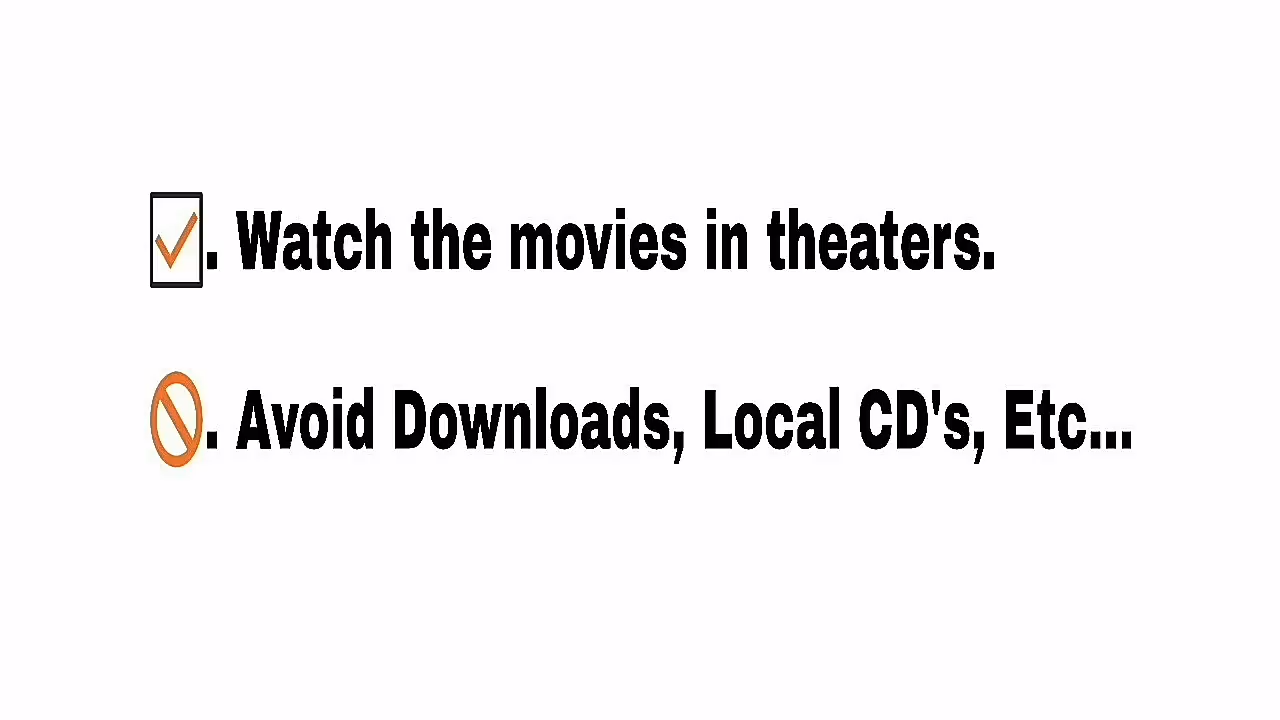 . Watch the movies in theaters.
. Avoid Downloads, Local CD's, Etc...